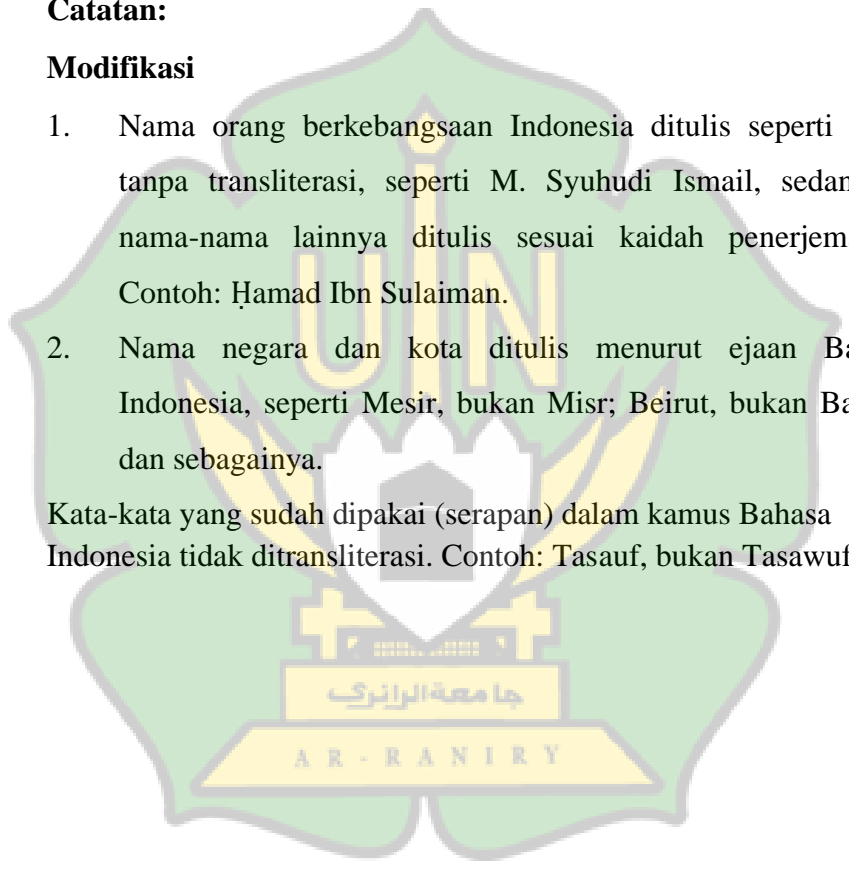 Catatan:
Modifikasi
1. Nama orang berkebangsaan Indonesia ditulis seperti
tanpa transliterasi, seperti M. Syuhudi Ismail, sedan
nama-nama lainnya ditulis sesuai kaidah penerjem
Contoh: Ḥamad Ibn Sulaiman.
2. Nama negara dan kota ditulis menurut ejaan Ba
Indonesia, seperti Mesir, bukan Misr; Beirut, bukan Ba
dan sebagainya.
Kata-kata yang sudah dipakai (serapan) dalam kamus Bahasa
Indonesia tidak ditransliterasi. Contoh: Tasauf, bukan Tasawuf
UIN
جامعة الرانري
AR-RANIRY